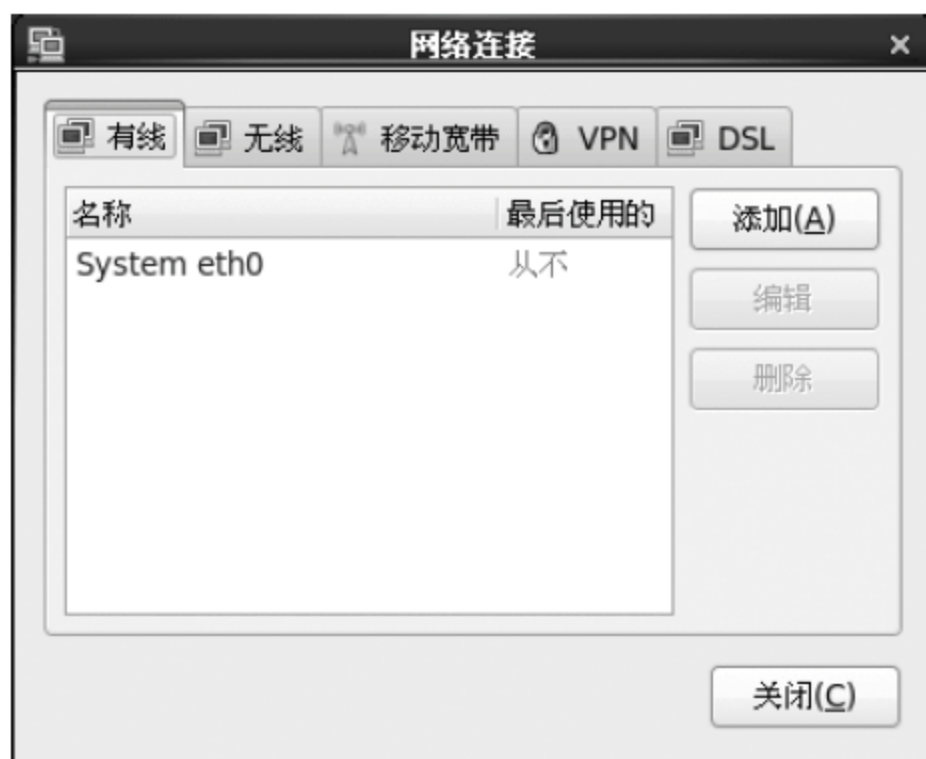 网络连接
有线 无线 移动宽带 VPN DSL
名称 最后使用的 添加(A)
System eth0 从不
编辑
删除
关闭(C)